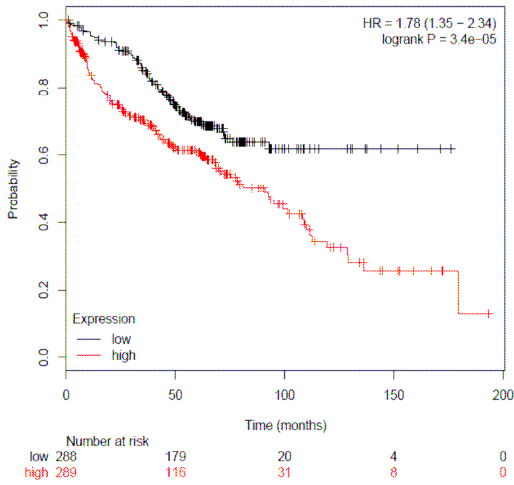 HR = 1.78 (1.35 − 2.34)
logrank P = 3.4e−05
1.0
0.8
0.6
0.4
0.2
0.0
Probability
Expression
low
high
0 50 100 150 200
Time (months)
Number at risk
low 288 179 20 4 0
high 289 116 31 8 0